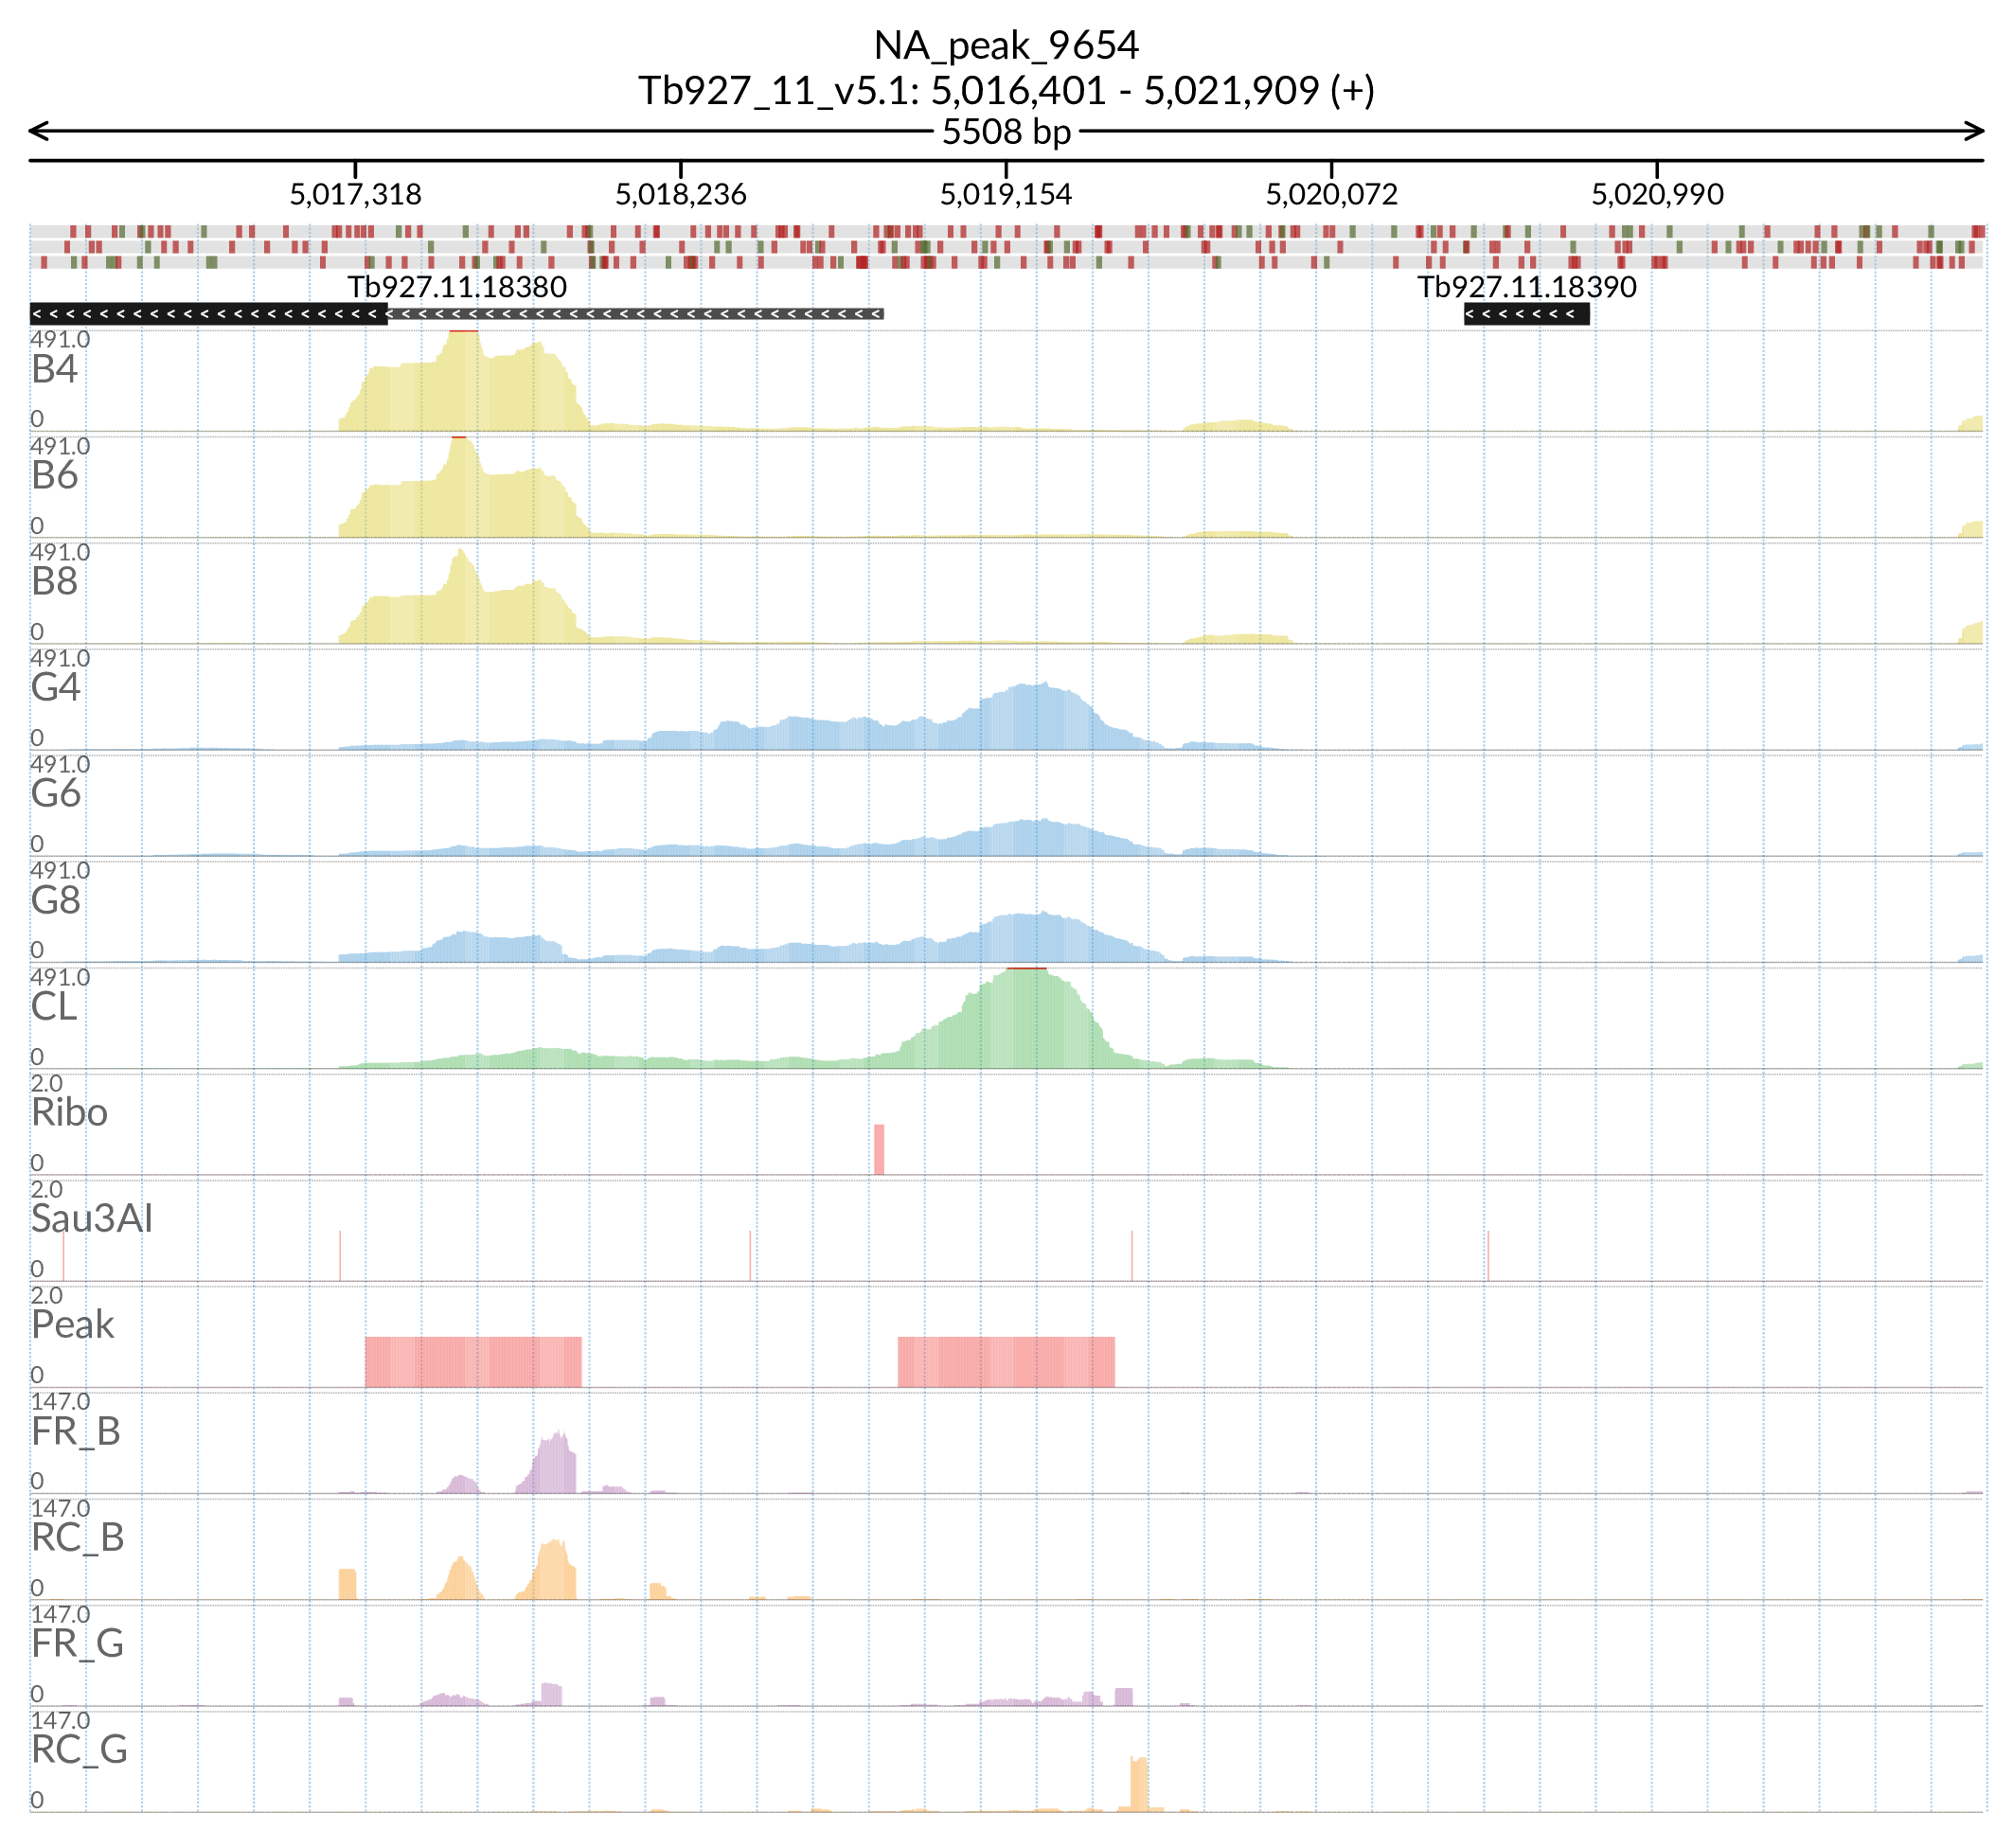 NA_peak_9654
Tb927_11_v5.1: 5,016,401 - 5,021,909 (+)
5508 bp
5,017,318 5,018,236 5,019,154 5,020,072 5,020,990
Tb927.11.18380 Tb927.11.18390
491.0
B4
0
491.0
B6
0
491.0
B8
0
491.0
G4
0
491.0
G6
0
491.0
G8
0
491.0
CL
0
2.0
Ribo
0
2.0
Sau3AI
0
2.0
Peak
0
147.0
FR_B
0
147.0
RC_B
0
147.0
FR_G
0
147.0
RC_G
0